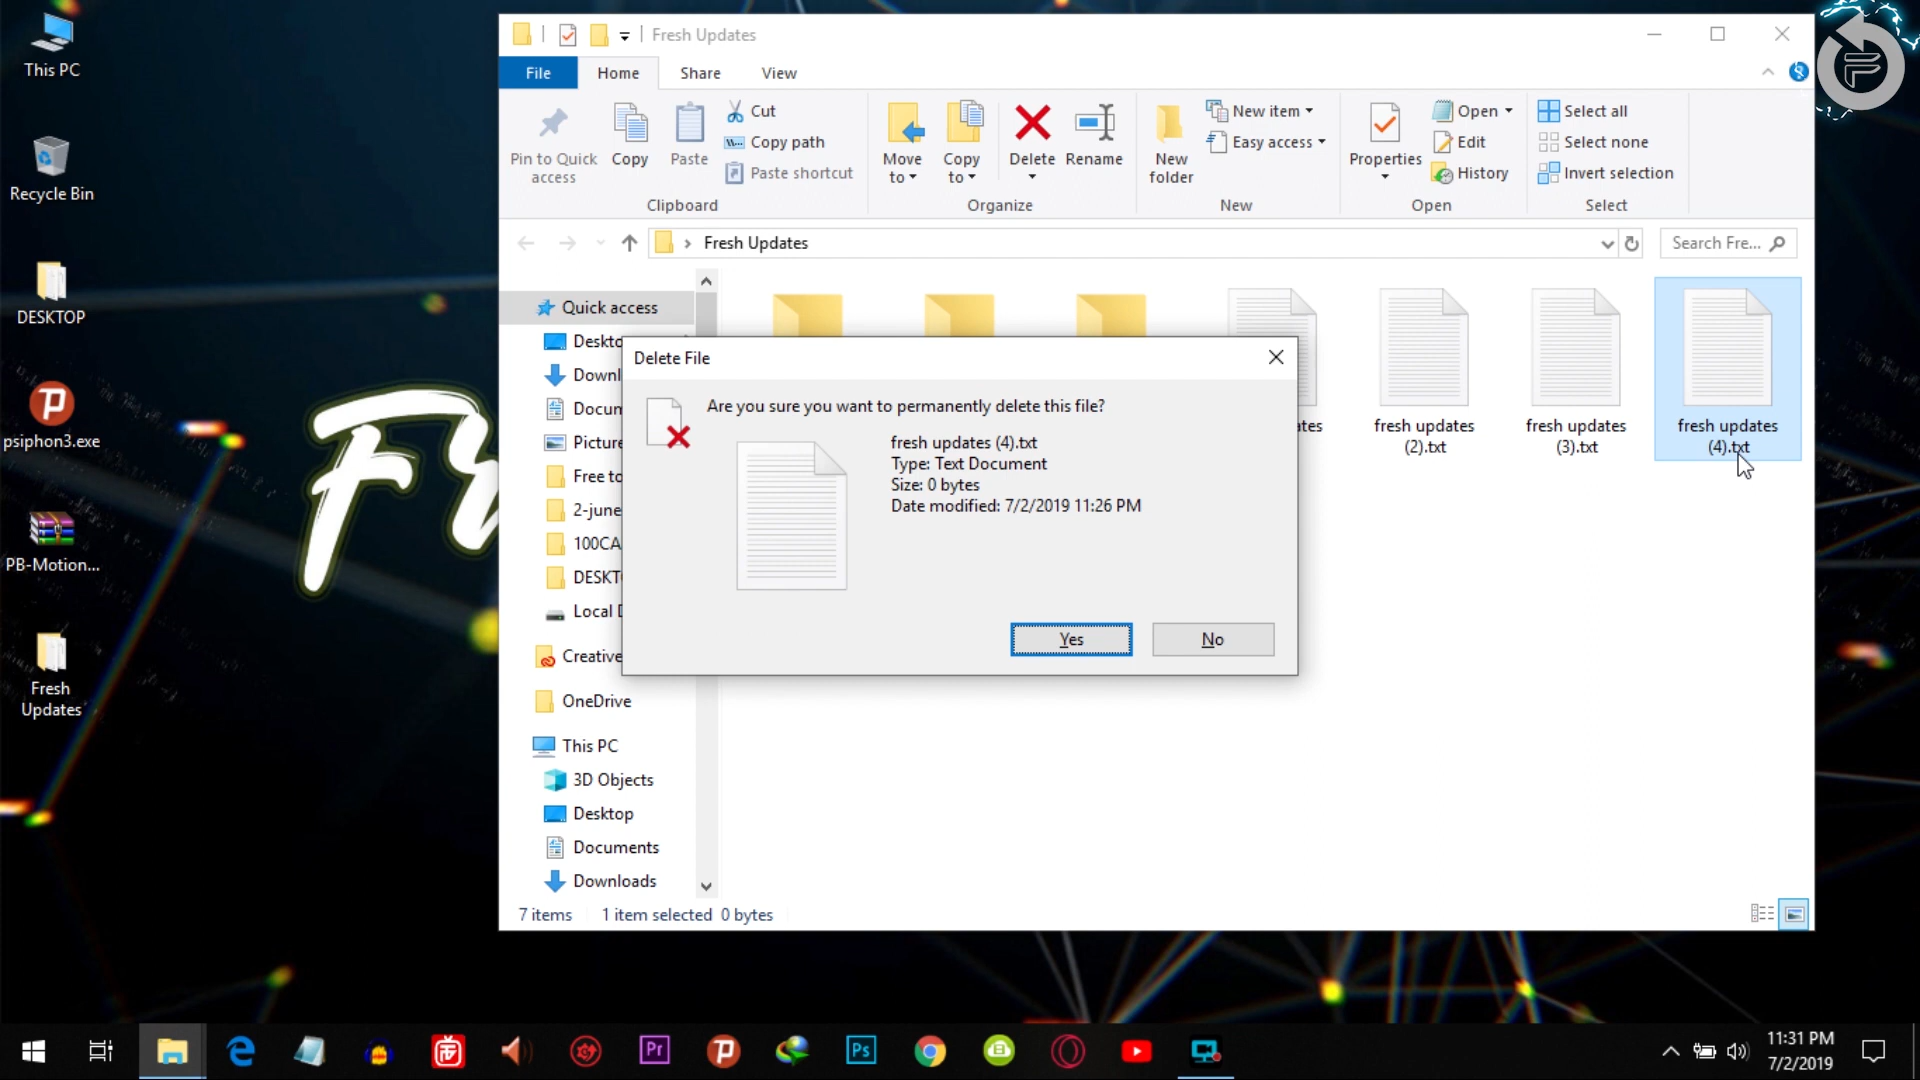 This PC
Recycle Bin
DESKTOP
psiphon3.exe
PB-Motion...
Fresh
Updates
Fresh Updates
File
Home
Share
View
Pin to Quick
access
Copy
Paste
Cut
Copy path
Paste shortcut
Clipboard
Move
to
Copy
to
Delete
Rename
Organize
New
folder
New item
Easy access
New
Properties
Open
Edit
History
Open
Select all
Select none
Invert selection
Select
Fresh Updates
Search Fre...
Quick access
Deskto
Downl
Docum
Picture
Free to
2-june
100CA
DESKT
Local D
Creative
OneDrive
This PC
3D Objects
Desktop
Documents
Downloads
ates
fresh updates
(2).txt
fresh updates
(3).txt
fresh updates
(4).txt
Delete File
Are you sure you want to permanently delete this file?
fresh updates (4).txt
Type: Text Document
Size: 0 bytes
Date modified: 7/2/2019 11:26 PM
Yes
No
7 items
1 item selected 0 bytes
Pr
Ps
11:31 PM
7/2/2019